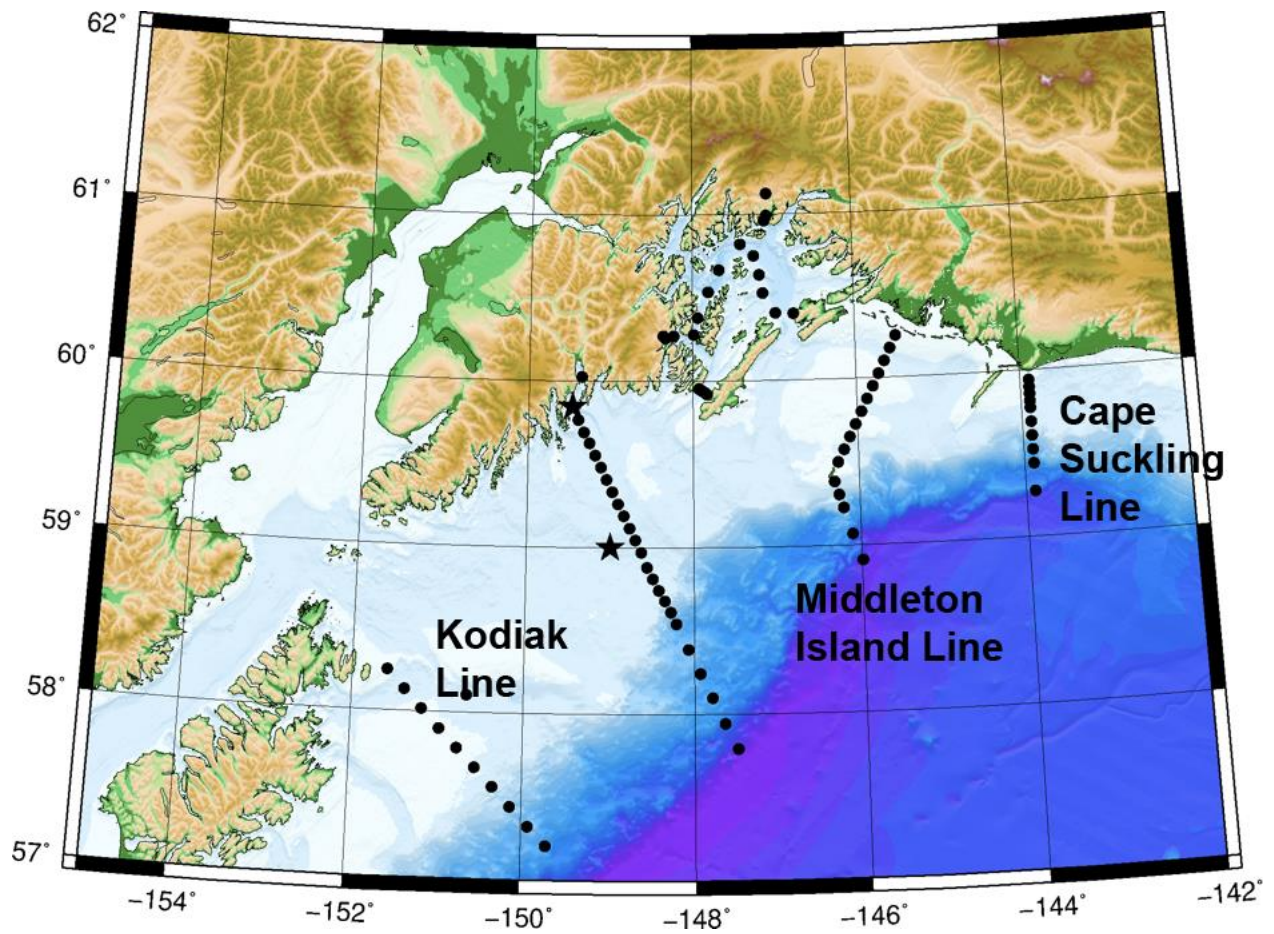 62°
61°
60°
59°
58°
57°
Cape
Suckling
Line
Middleton
Island Line
Kodiak
Line
−154°
−152°
−150°
−148°
−146°
−144°
−142°